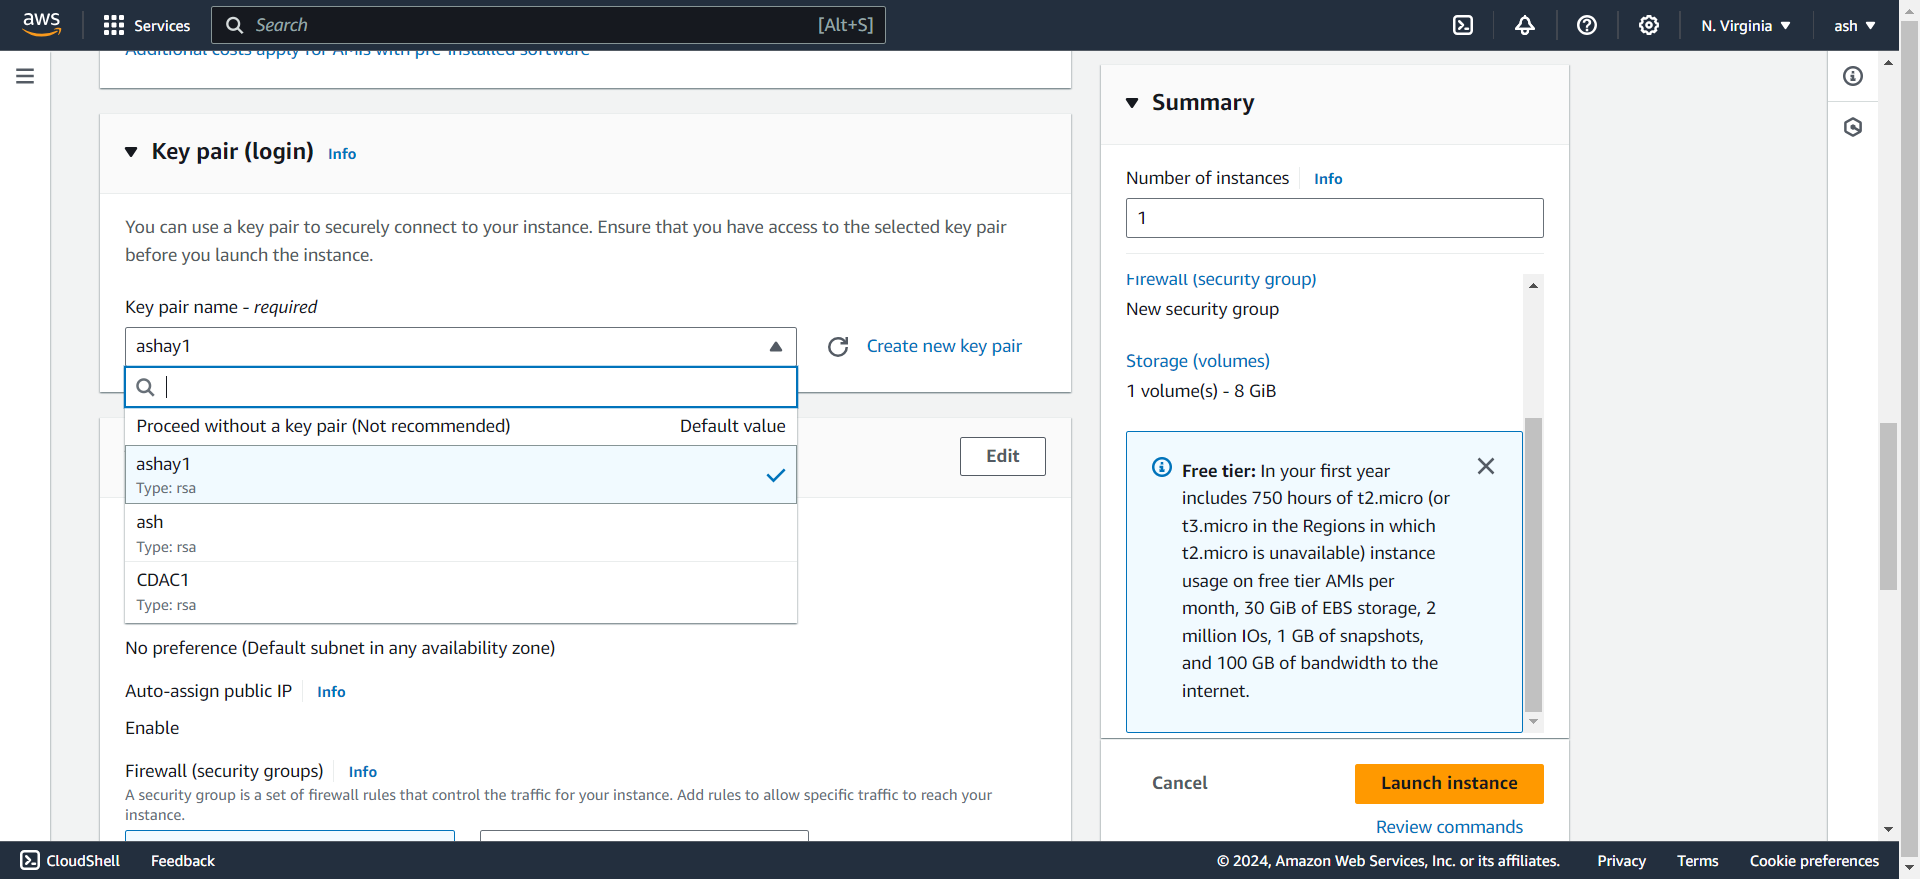 aws
Services
Search
[Alt+S]
N. Virginia
ash
Additional costs apply for AMIs with pre-installed software
Key pair (login)
Info
You can use a key pair to securely connect to your instance. Ensure that you have access to the selected key pair
before you launch the instance.
Key pair name - required
ashay1
Create new key pair
Proceed without a key pair (Not recommended)
Default value
ashay1
Type: rsa
ash
Type: rsa
CDAC1
Type: rsa
Edit
No preference (Default subnet in any availability zone)
Auto-assign public IP
Info
Enable
Firewall (security groups)
Info
A security group is a set of firewall rules that control the traffic for your instance. Add rules to allow specific traffic to reach your
instance.
Summary
Number of instances
Info
1
Firewall (security group)
New security group
Storage (volumes)
1 volume(s) - 8 GiB
Free tier: In your first year
includes 750 hours of t2.micro (or
t3.micro in the Regions in which
t2.micro is unavailable) instance
usage on free tier AMIs per
month, 30 GiB of EBS storage, 2
million IOs, 1 GB of snapshots,
and 100 GB of bandwidth to the
internet.
Cancel
Launch instance
Review commands
CloudShell
Feedback
© 2024, Amazon Web Services, Inc. or its affiliates.
Privacy
Terms
Cookie preferences